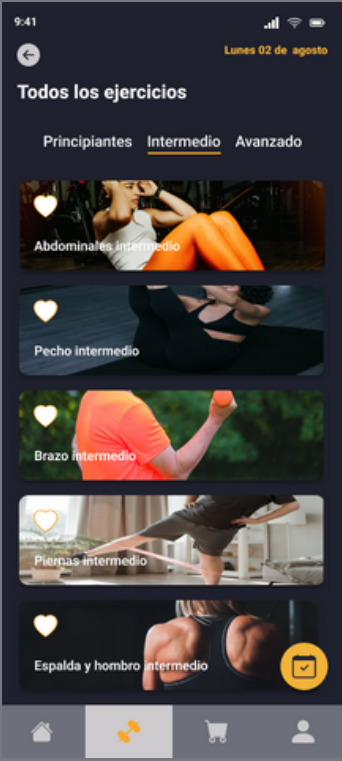 9:41
Lunes 02 de agosto
Todos los ejercicios
Principiantes Intermedio Avanzado
Abdominales intermedio
Pecho intermedio
Brazo intermedio
Piernas intermedio
Espalda y hombro intermedio